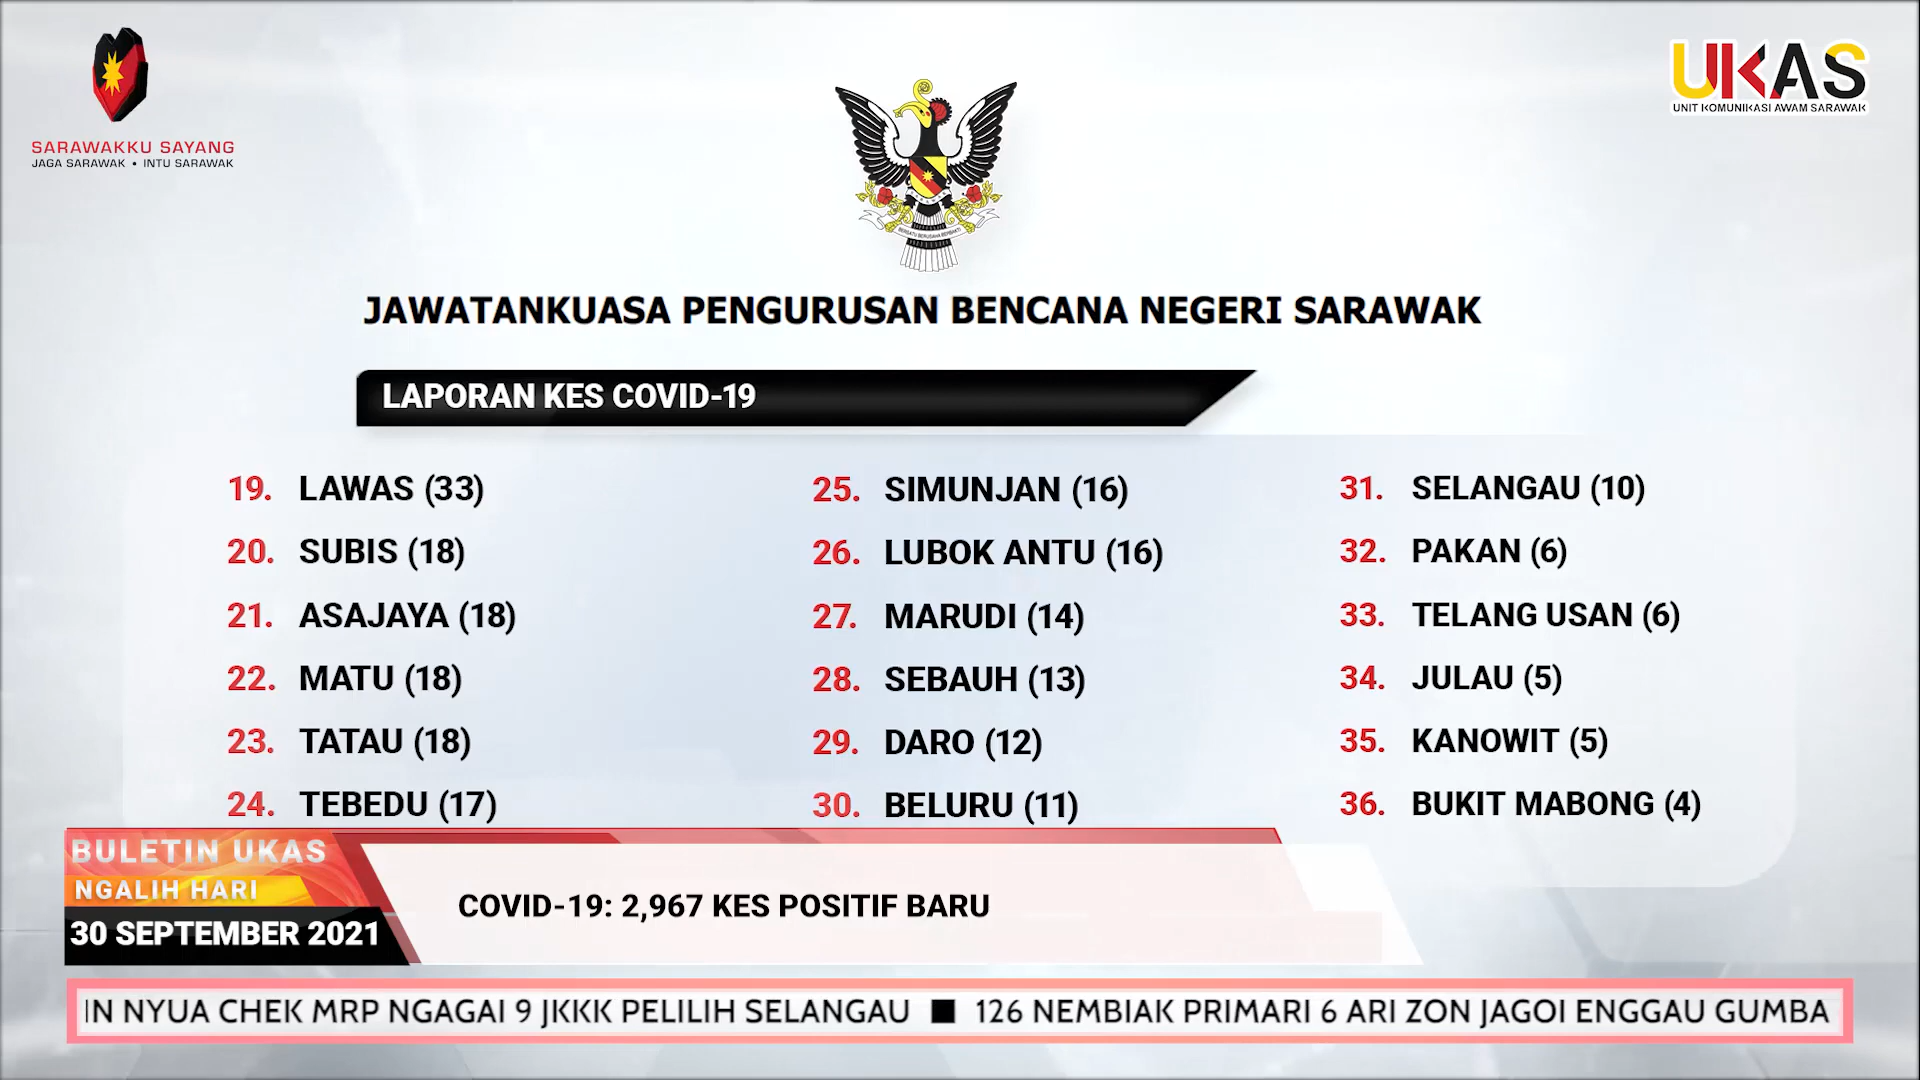 SARAWAKKU SAYANG
JAGA SARAWAK • INTU SARAWAK
UKAS
UNIT KOMUNIKASI AWAM SARAWAK
BERSATU BERUSAHA BERBAKTI
JAWATANKUASA PENGURUSAN BENCANA NEGERI SARAWAK
LAPORAN KES COVID-19
19. LAWAS (33)
20. SUBIS (18)
21. ASAJAYA (18)
22. MATU (18)
23. TATAU (18)
24. TEBEDU (17)
25. SIMUNJAN (16)
26. LUBOK ANTU (16)
27. MARUDI (14)
28. SEBAUH (13)
29. DARO (12)
30. BELURU (11)
31. SELANGAU (10)
32. PAKAN (6)
33. TELANG USAN (6)
34. JULAU (5)
35. KANOWIT (5)
36. BUKIT MABONG (4)
BULETIN UKAS
NGALIH HARI
30 SEPTEMBER 2021
COVID-19: 2,967 KES POSITIF BARU
IN NYUA CHEK MRP NGAGAI 9 JKKK PELILIH SELANGAU ■ 126 NEMBIAK PRIMARI 6 ARI ZON JAGOI ENGGAU GUMBA